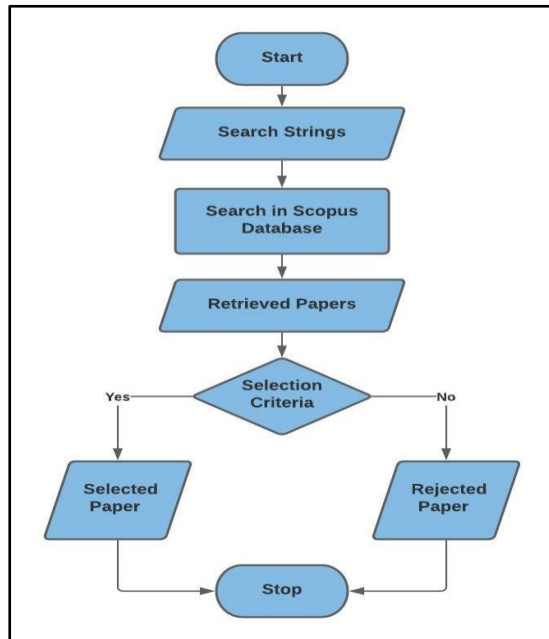 Start
Search Strings
Search in Scopus
Database
Retrieved Papers
Selection
Criteria
Yes
No
Selected
Paper
Rejected
Paper
Stop